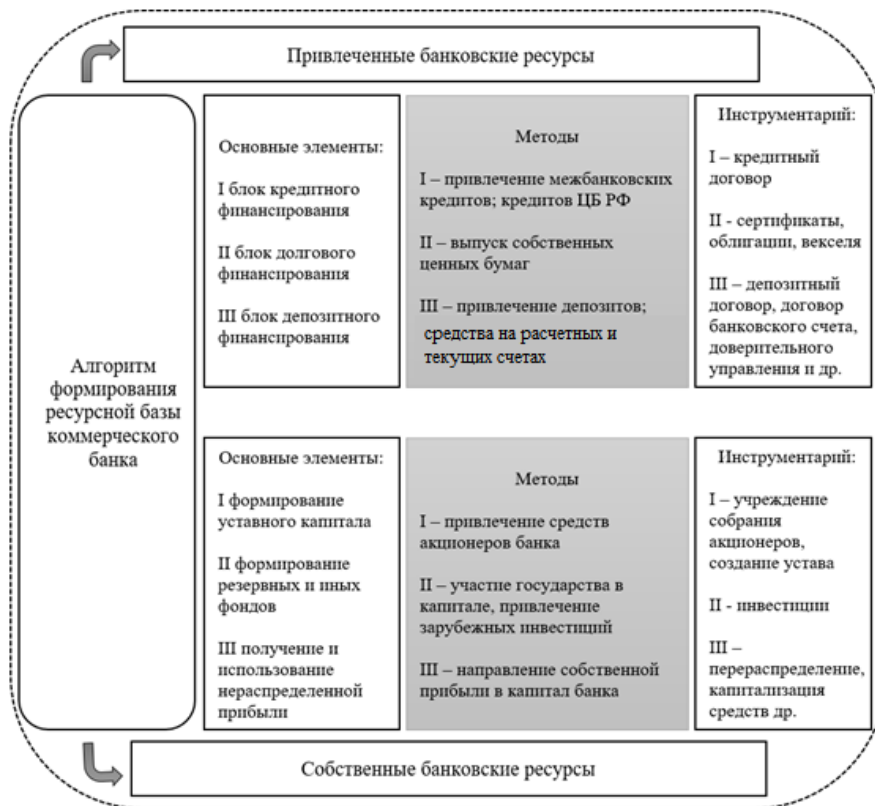 Привлеченные банковские ресурсы
Алгоритм
формирования
ресурсной базы
коммерческого
банка
Основные элементы:
I блок кредитного
финансирования
II блок долгового
финансирования
III блок депозитного
финансирования
Методы
I – привлечение межбанковских
кредитов; кредитов ЦБ РФ
II – выпуск собственных
ценных бумаг
III – привлечение депозитов;
средства на расчетных и
текущих счетах
Инструментарий:
I – кредитный
договор
II - сертификаты,
облигации, векселя
III – депозитный
договор, договор
банковского счета,
доверительного
управления и др.
Основные элементы:
I формирование
уставного капитала
II формирование
резервных и иных
фондов
III получение и
использование
нераспределенной
прибыли
Методы
I – привлечение средств
акционеров банка
II – участие государства в
капитале, привлечение
зарубежных инвестиций
III – направление собственной
прибыли в капитал банка
Инструментарий:
I – учреждение
собрания
акционеров,
создание устава
II - инвестиции
III –
перераспределение,
капитализация
средств др.
Собственные банковские ресурсы